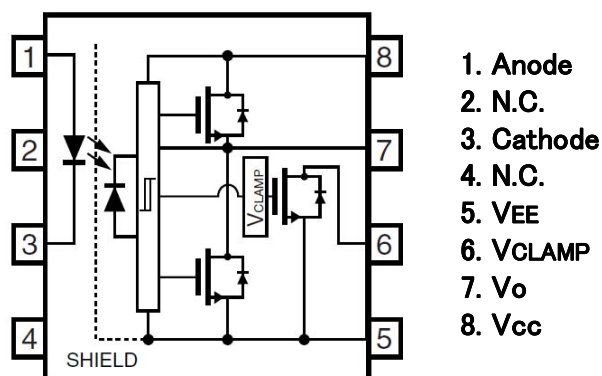 1
2
3
4
SHIELD
VCLAMP
8
7
6
5
1. Anode
2. N.C.
3. Cathode
4. N.C.
5. VEE
6. VCLAMP
7. Vo
8. Vcc